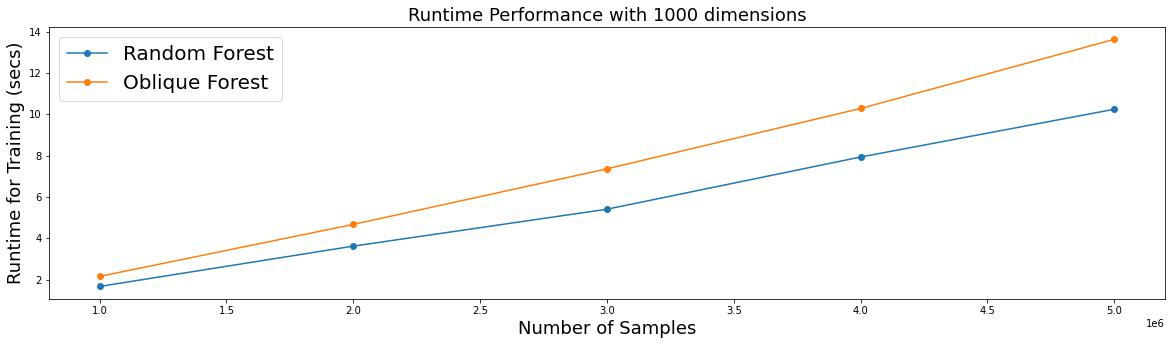 Runtime Performance with 1000 dimensions
Runtime for Training (secs)
14
12
10
8
6
4
2
Random Forest
Oblique Forest
1.0 1.5 2.0 2.5 3.0 3.5 4.0 4.5 5.0
1e6
Number of Samples